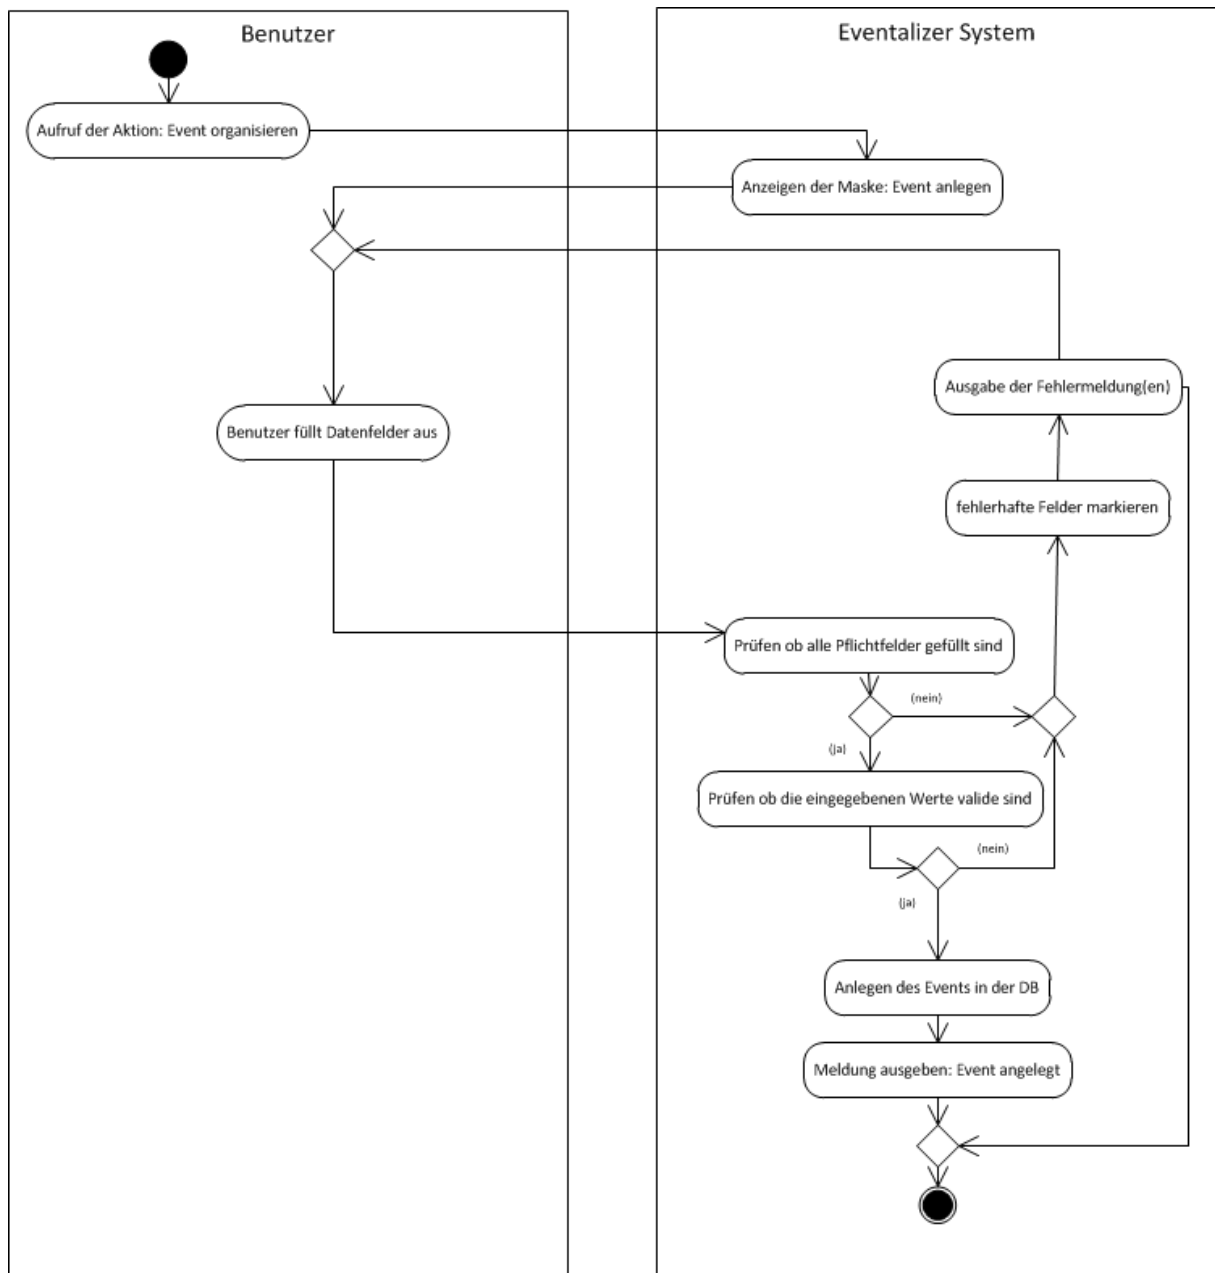 Benutzer
Eventalizer System
Aufruf der Aktion: Event organisieren
Anzeigen der Maske: Event anlegen
Ausgabe der Fehlermeldung(en)
Benutzer füllt Datenfelder aus
fehlerhafte Felder markieren
Prüfen ob alle Pflichtfelder gefüllt sind
(nein)
(ja)
Prüfen ob die eingegebenen Werte valide sind
(nein)
(ja)
Anlegen des Events in der DB
Meldung ausgeben: Event angelegt